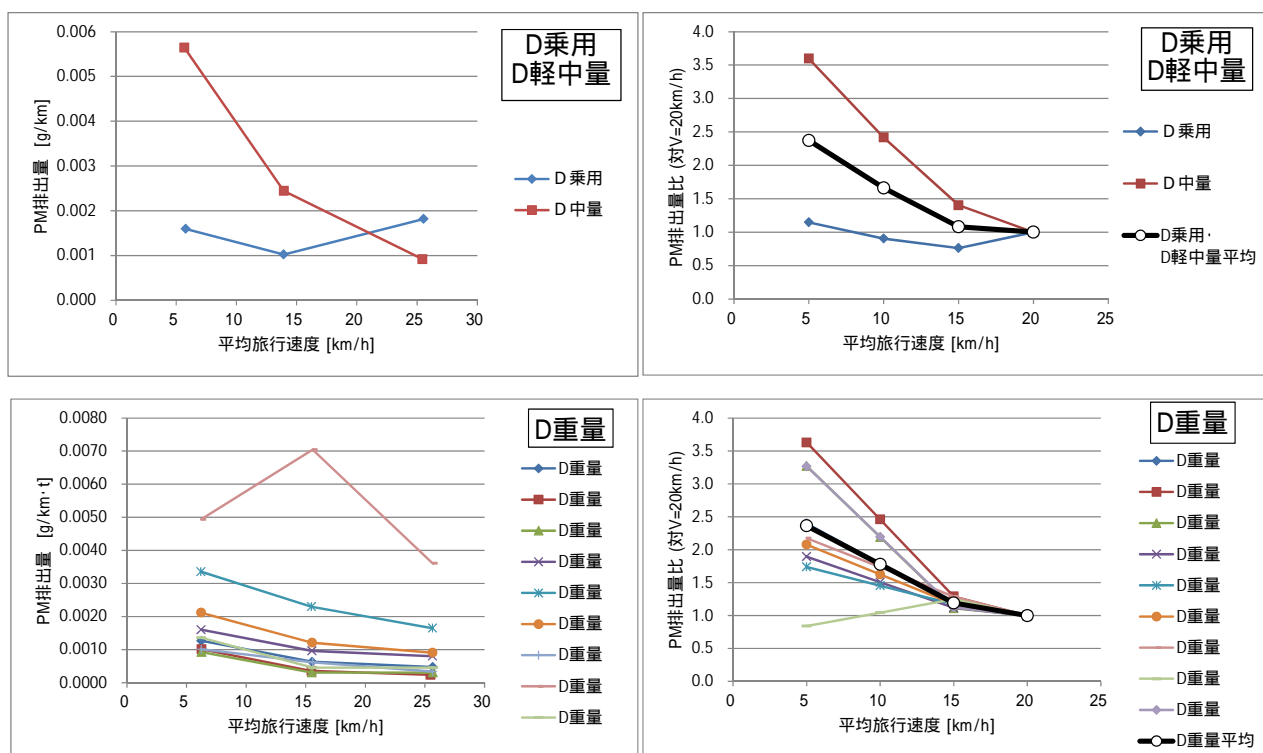 D乗用
D軽中量
PM排出量 [g/km]
0.006
0.005
0.004
0.003
0.002
0.001
0.000
0 5 10 15 20 25 30
平均旅行速度 [km/h]
D 乗用
D 中量
D乗用
D軽中量
PM排出量比 (対V=20km/h)
4.0
3.5
3.0
2.5
2.0
1.5
1.0
0.5
0.0
0 5 10 15 20 25
平均旅行速度 [km/h]
D 乗用
D 中量
D乗用・
D軽中量平均
D重量
PM排出量 [g/km・t]
0.0080
0.0070
0.0060
0.0050
0.0040
0.0030
0.0020
0.0010
0.0000
0 5 10 15 20 25 30
平均旅行速度 [km/h]
D重量
D重量
D重量
D重量
D重量
D重量
D重量
D重量
D重量
D重量
PM排出量比 (対V=20km/h)
4.0
3.5
3.0
2.5
2.0
1.5
1.0
0.5
0.0
0 5 10 15 20 25
平均旅行速度 [km/h]
D重量
D重量
D重量
D重量
D重量
D重量
D重量
D重量
D重量
D重量平均